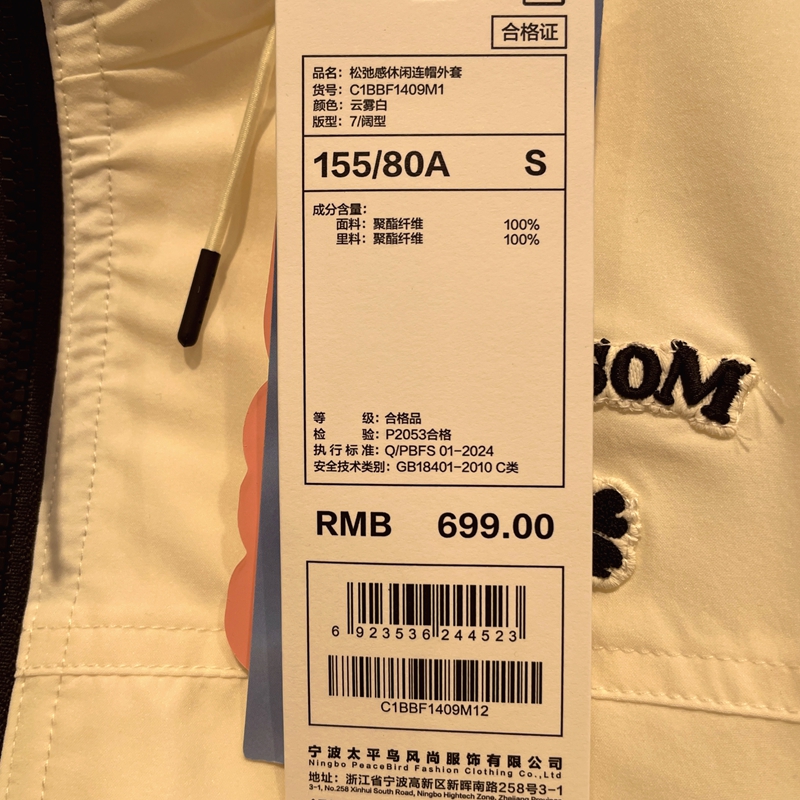 合格证
品名：松弛感休闲连帽外套
货号：C1BBF1409M1
颜色：云雾白
版型：7/阔型
155/80A S
成分含量：
面料：聚酯纤维 100%
里料：聚酯纤维 100%
等 级：合格品
检 验：P2053合格
执行标准：Q/PBFS 01-2024
安全技术类别：GB18401-2010 C类
RMB 699.00
6 923536 244523
C1BBF1409M12
宁波太平鸟风尚服饰有限公司
Ningbo PeaceBird Fashion Clothing Co.,Ltd.
地址：浙江省宁波高新区新晖南路258号3-1
3-1, No.258 Xinhui South Road, Ningbo Hightech Zone, Zhejiang
OM